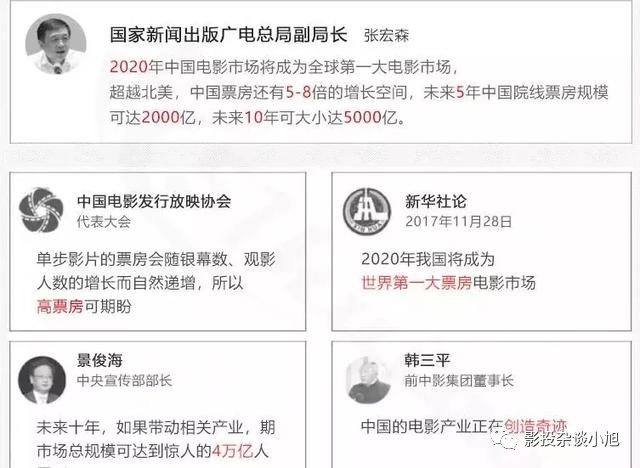 国家新闻出版广电总局副局长 张宏森
2020年中国电影市场将成为全球第一大电影市场，
超越北美，中国票房还有5-8倍的增长空间，未来5年中国院线票房规模
可达2000亿，未来10年可大小达5000亿。
中国电影发行放映协会
代表大会
单步影片的票房会随银幕数、观影
人数的增长而自然递增，所以
高票房可期盼
新华社论
2017年11月28日
2020年我国将成为
世界第一大票房电影市场
景俊海
中央宣传部部长
未来十年，如果带动相关产业，期
市场总规模可达到惊人的4万亿人
韩三平
前中影集团董事长
中国的电影产业正在创造奇迹
影投杂谈小旭